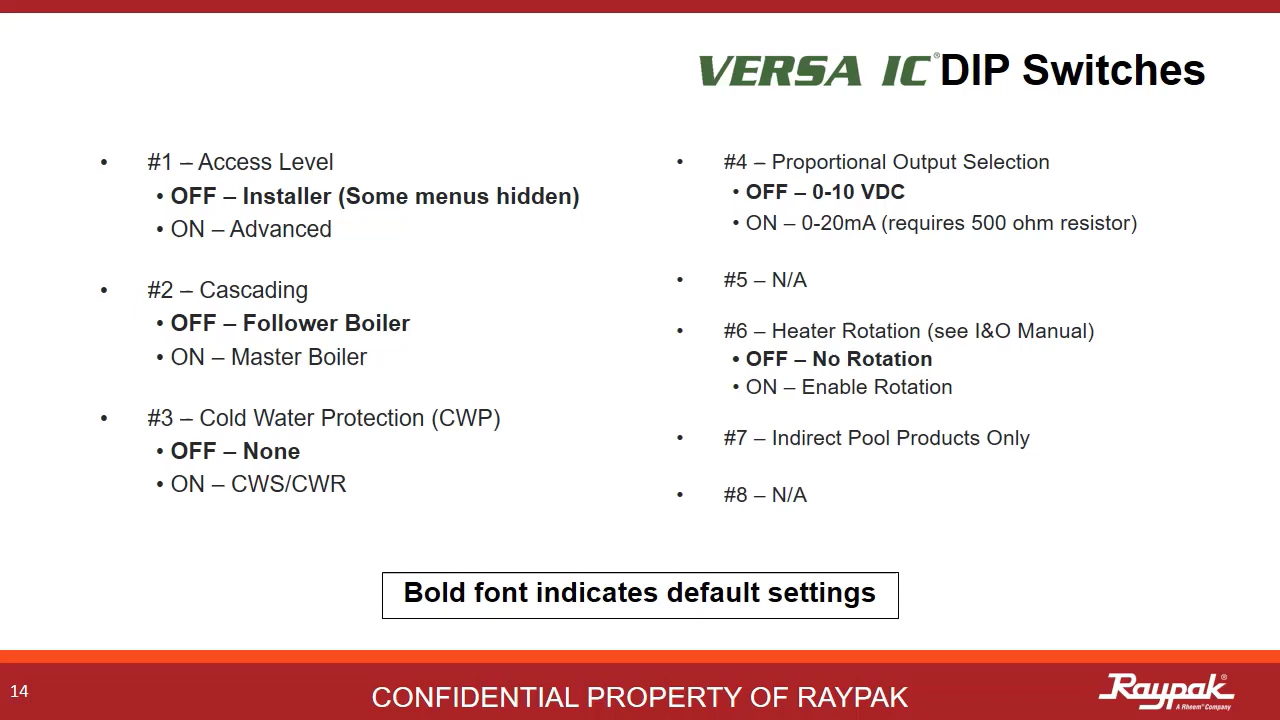 VERSA IC® DIP Switches
• #1 – Access Level
• OFF – Installer (Some menus hidden)
• ON – Advanced
• #2 – Cascading
• OFF – Follower Boiler
• ON – Master Boiler
• #3 – Cold Water Protection (CWP)
• OFF – None
• ON – CWS/CWR
• #4 – Proportional Output Selection
• OFF – 0-10 VDC
• ON – 0-20mA (requires 500 ohm resistor)
• #5 – N/A
• #6 – Heater Rotation (see I&O Manual)
• OFF – No Rotation
• ON – Enable Rotation
• #7 – Indirect Pool Products Only
• #8 – N/A
Bold font indicates default settings
14
CONFIDENTIAL PROPERTY OF RAYPAK
Raypak®
A Rheem® Company